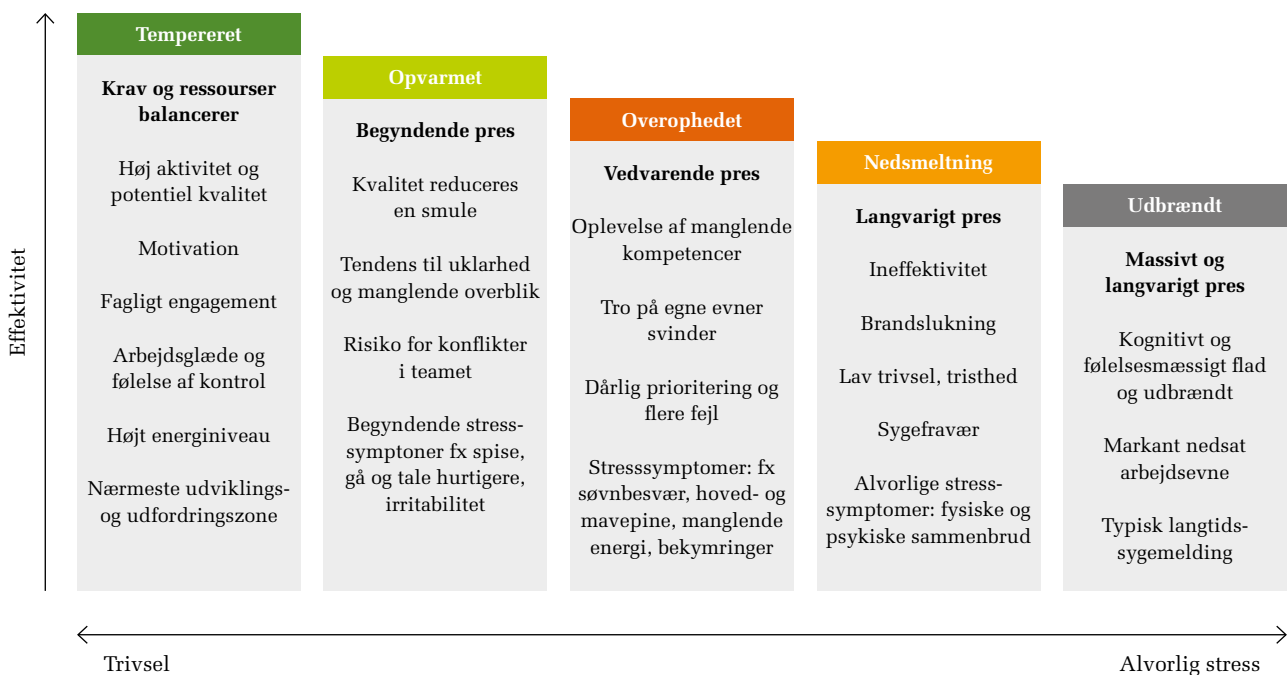 Effektivitet
Tempereret
Krav og ressourser
balancerer
Høj aktivitet og
potentiel kvalitet
Motivation
Fagligt engagement
Arbejdsglæde og
følelse af kontrol
Højt energiniveau
Nærmeste udviklings-
og udfordringszone
Opvarmet
Begyndende pres
Kvalitet reduceres
en smule
Tendens til uklarhed
og manglende overblik
Risiko for konflikter
i teamet
Begyndende stress-
symptoner fx spise,
gå og tale hurtigere,
irritabilitet
Overophedet
Vedvarende pres
Oplevelse af manglende
kompetencer
Tro på egne evner
svinder
Dårlig prioritering og
flere fejl
Stresssymptomer: fx
søvnbesvær, hoved- og
mavepine, manglende
energi, bekymringer
Nedsmeltning
Langvarigt pres
Ineffektivitet
Brandslukning
Lav trivsel, tristhed
Sygefravær
Alvorlige stress-
symptomer: fysiske og
psykiske sammenbrud
Udbrændt
Massivt og
langvarigt pres
Kognitivt og
følelsesmæssigt flad
og udbrændt
Markant nedsat
arbejdsevne
Typisk langtids-
sygemelding
Trivsel
Alvorlig stress